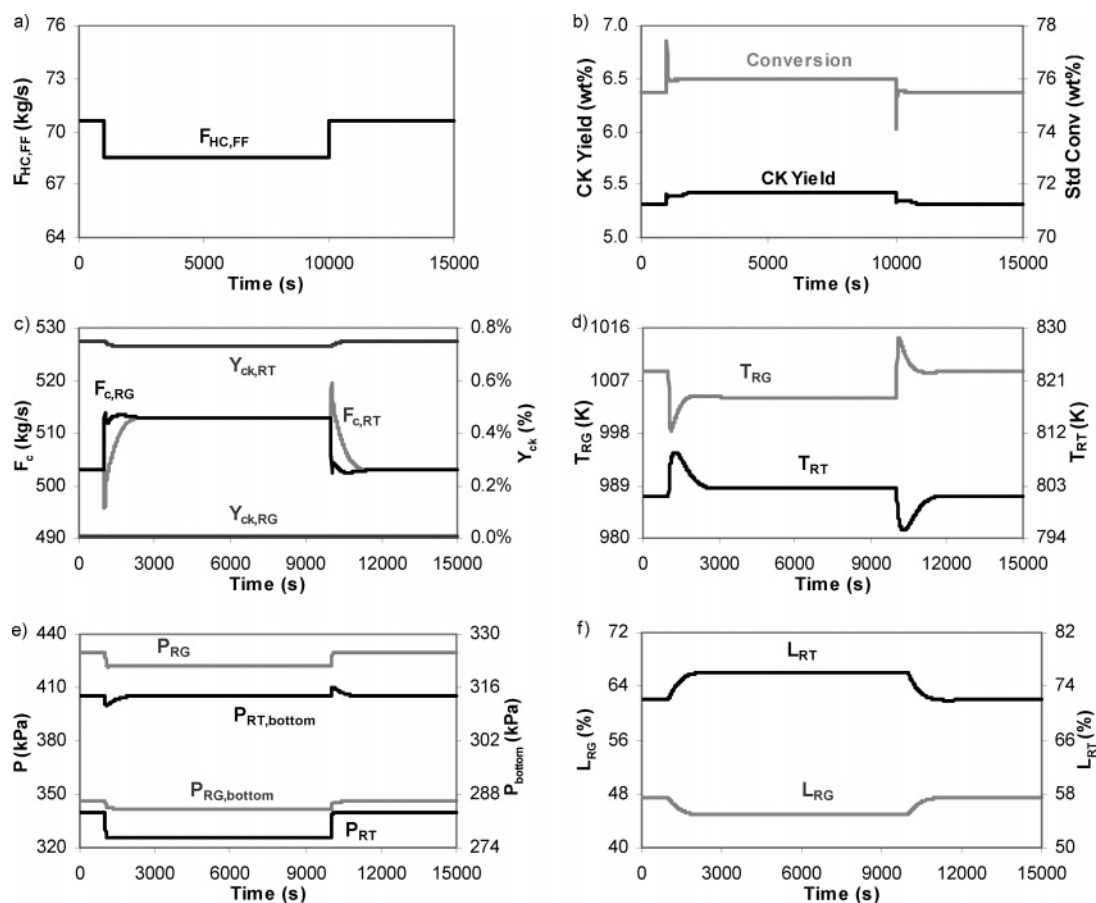 a)
76
73
70
67
64
F_HC,FF (kg/s)
F_HC,FF
0
5000
10000
15000
Time (s)
b)
7.0
6.5
6.0
5.5
5.0
CK Yield (wt%)
Conversion
CK Yield
78
76
74
72
70
Std Conv (wt%)
0
5000
10000
15000
Time (s)
c)
530
520
510
500
490
F_c (kg/s)
Y_ck,RT
F_c,RG
F_c,RT
Y_ck,RG
0.8%
0.6%
0.4%
0.2%
0.0%
Y_ck (%)
0
3000
6000
9000
12000
15000
Time (s)
d)
1016
1007
998
989
980
T_RG (K)
T_RG
T_RT
830
821
812
803
794
T_RT (K)
0
3000
6000
9000
12000
15000
Time (s)
e)
440
410
380
350
320
P (kPa)
P_RG
P_RT,bottom
P_RG,bottom
P_RT
330
316
302
288
274
P_bottom (kPa)
0
3000
6000
9000
12000
15000
Time (s)
f)
72
64
56
48
40
L_RG (%)
L_RT
L_RG
82
74
66
58
50
L_RT (%)
0
3000
6000
9000
12000
15000
Time (s)